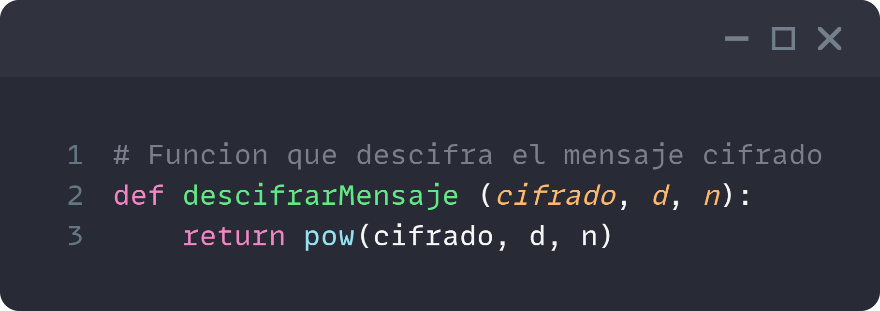 1 # Funcion que descifra el mensaje cifrado
2 def descifrarMensaje (cifrado, d, n):
3     return pow(cifrado, d, n)